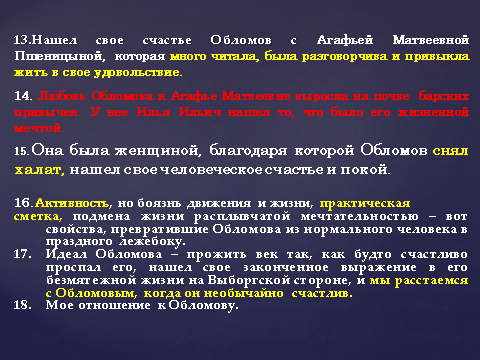 13.Нашел свое счастье Обломов с Агафьей Матвеевной
Пшеницыной, которая много читала, была разговорчива и привыкла
жить в свое удовольствие.
14. Любовь Обломова к Агафье Матвеевне выросла на почве барских
привычек. У нее Илья Ильич нашел то, что было его жизненной
мечтой.
15.Она была женщиной, благодаря которой Обломов снял
халат, нашел свое человеческое счастье и покой.
16.Активность, но боязнь движения и жизни, практическая
сметка, подмена жизни расплывчатой мечтательностью – вот
свойства, превратившие Обломова из нормального человека в
праздного лежебоку.
17. Идеал Обломова – прожить век так, как будто счастливо
проспал его, нашел свое законченное выражение в его
безмятежной жизни на Выборгской стороне, и мы расстаемся
с Обломовым, когда он необычайно счастлив.
18. Мое отношение к Обломову.